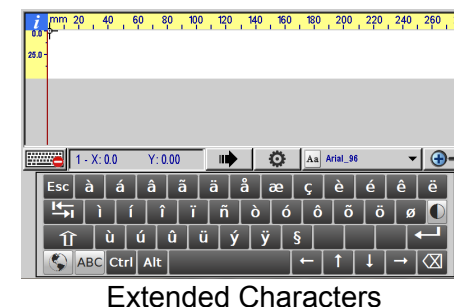 i mm 20 40 60 80 100 120 140 160 180 200 220 240 260
0.0
25.0
1 - X: 0.0 Y: 0.00 Aa Arial_96
Esc à á â ã ä å æ ç è é ê ë
ì í î ï ñ ò ó ô õ ö ø
ù ú û ü ý ÿ §
ABC Ctrl Alt ← ↑ ↓ →
Extended Characters